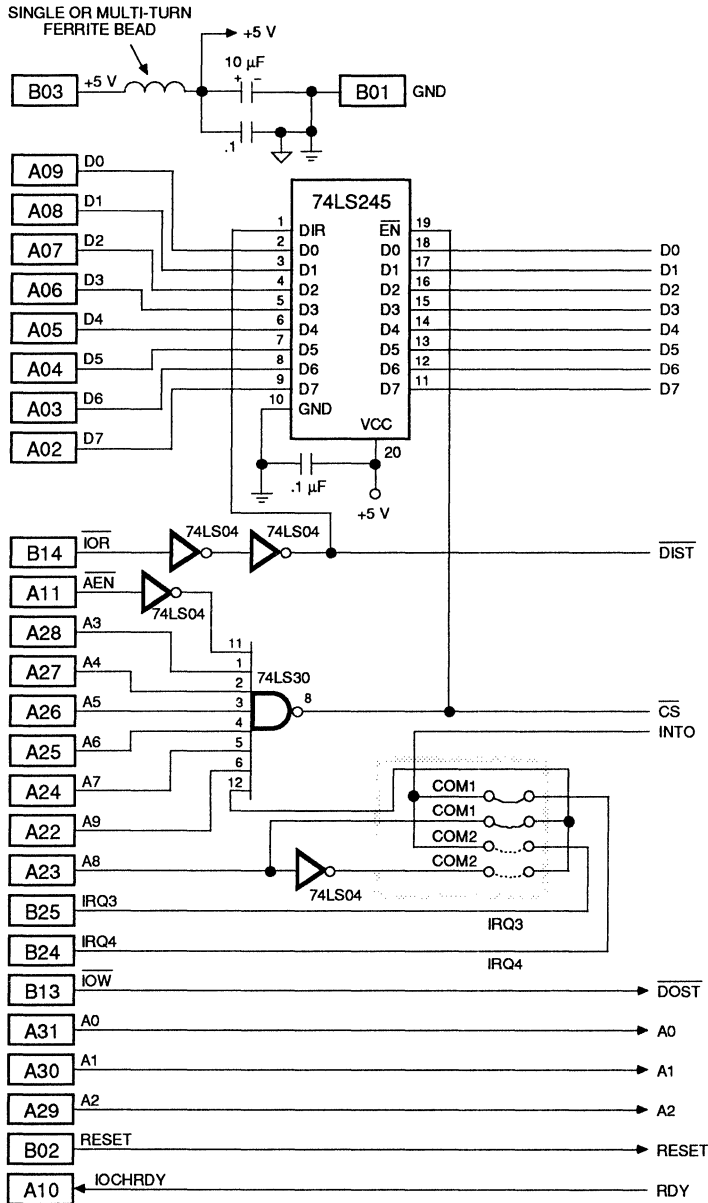 SINGLE OR MULTI-TURN
FERRITE BEAD
+5 V
10 µF
B03
+5 V
+
–
B01
GND
.1
A09
D0
A08
D1
A07
D2
A06
D3
A05
D4
A04
D5
A03
D6
A02
D7
74LS245
1
DIR
EN
19
2
D0
D0
18
D0
3
D1
D1
17
D1
4
D2
D2
16
D2
5
D3
D3
15
D3
6
D4
D4
14
D4
7
D5
D5
13
D5
8
D6
D6
12
D6
9
D7
D7
11
D7
10
GND
VCC
20
.1 µF
+5 V
B14
IOR
74LS04
74LS04
DIST
A11
AEN
74LS04
A28
A3
11
1
74LS30
A27
A4
2
A26
A5
3
8
CS
A25
A6
4
INTO
A24
A7
5
6
12
A22
A9
COM1
COM1
COM2
COM2
A23
A8
74LS04
B25
IRQ3
IRQ3
B24
IRQ4
IRQ4
B13
IOW
DOST
A31
A0
A0
A30
A1
A1
A29
A2
A2
B02
RESET
RESET
A10
IOCHRDY
RDY